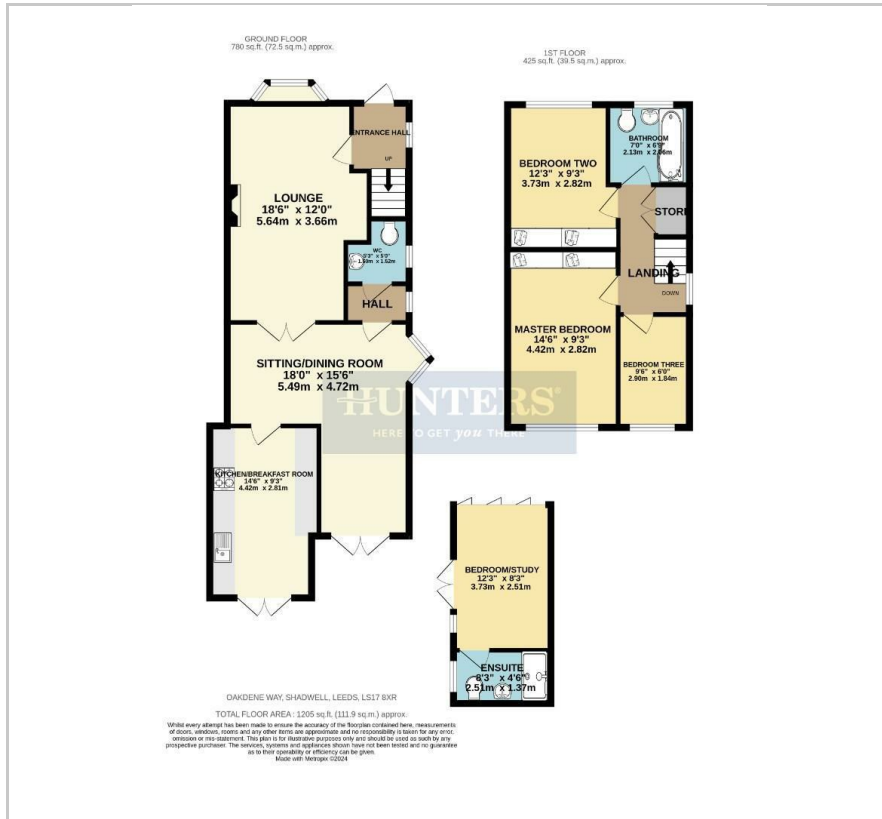 GROUND FLOOR
780 sq.ft. (72.5 sq.m.) approx.
1ST FLOOR
425 sq.ft. (39.5 sq.m.) approx.
ENTRANCE HALL
UP
LOUNGE
18'6" x 12'0"
5.64m x 3.66m
WC
5'0"
1.52m
HALL
SITTING/DINING ROOM
18'0" x 15'6"
5.49m x 4.72m
KITCHEN/BREAKFAST ROOM
14'6" x 9'3"
4.42m x 2.81m
BATHROOM
7'0" x 6'9"
2.13m x 2.06m
BEDROOM TWO
12'3" x 9'3"
3.73m x 2.82m
STORE
LANDING
DOWN
MASTER BEDROOM
14'6" x 9'3"
4.42m x 2.82m
BEDROOM THREE
9'6" x 6'0"
2.90m x 1.84m
HUNTERS®
HERE TO GET you THERE
BEDROOM/STUDY
12'3" x 8'3"
3.73m x 2.51m
ENSUITE
8'3" x 4'6"
2.51m x 1.37m
OAKDENE WAY, SHADWELL, LEEDS, LS17 8XR
TOTAL FLOOR AREA : 1205 sq.ft. (111.9 sq.m.) approx.
Whilst every attempt has been made to ensure the accuracy of the floorplan contained here, measurements
of doors, windows, rooms and any other items are approximate and no responsibility is taken for any error,
omission or mis-statement. This plan is for illustrative purposes only and should be used as such by any
prospective purchaser. The services, systems and appliances shown have not been tested and no guarantee
as to their operability or efficiency can be given.
Made with Metropix ©2024